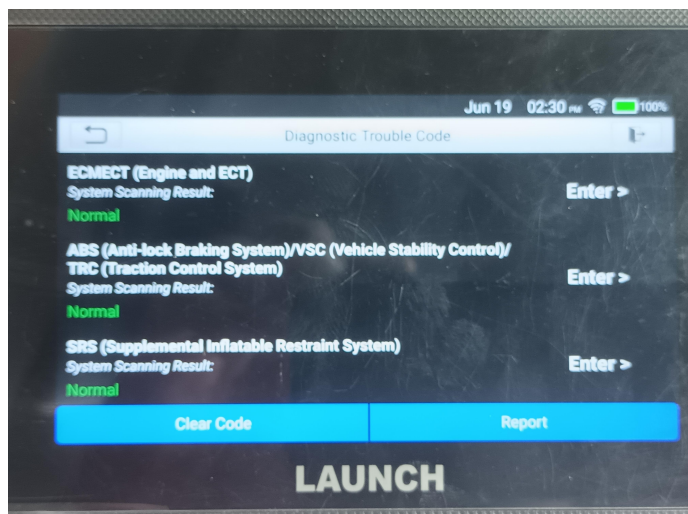 Jun 19 02:30 PM 100%
Diagnostic Trouble Code
ECMECT (Engine and ECT)
System Scanning Result:
Enter >
Normal
ABS (Anti-lock Braking System)/VSC (Vehicle Stability Control)/
TRC (Traction Control System)
Enter >
System Scanning Result:
Normal
SRS (Supplemental Inflatable Restraint System)
System Scanning Result:
Enter >
Normal
Clear Code Report
LAUNCH